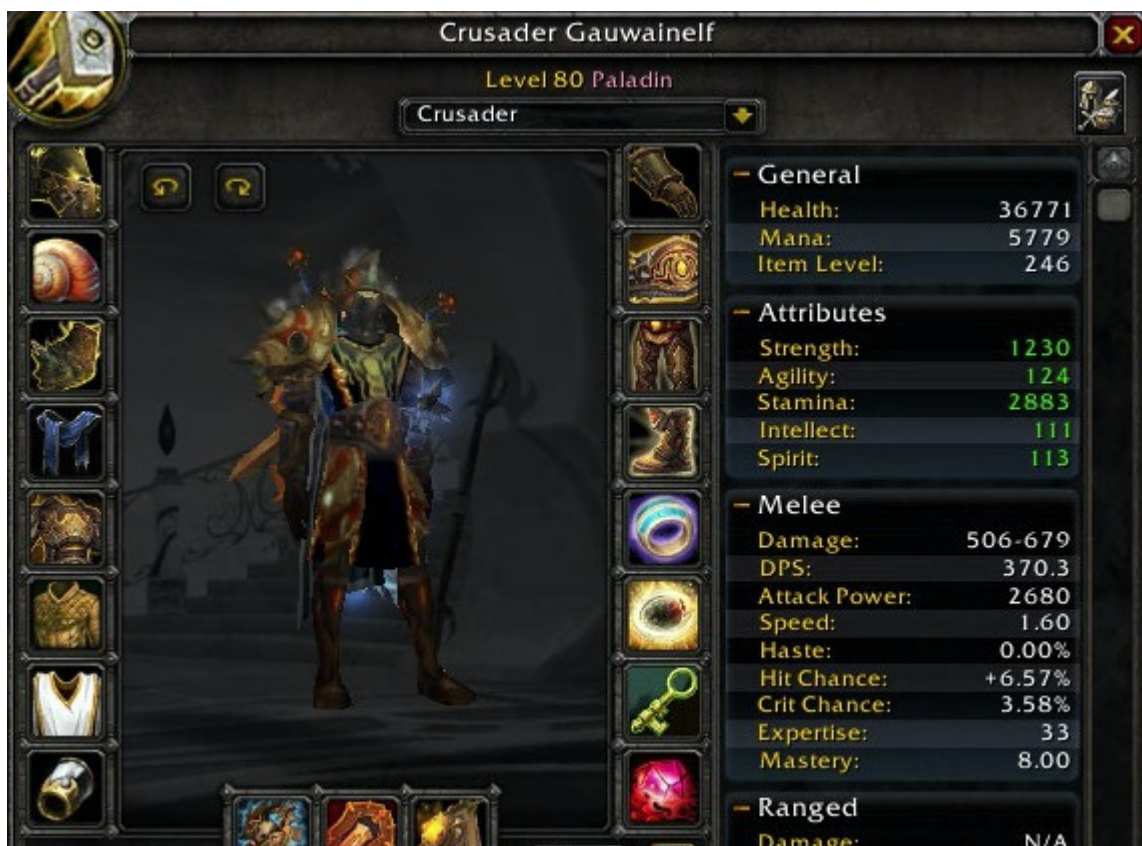 Crusader Gauwainelf
Level 80 Paladin
Crusader
General
Health: 36771
Mana: 5779
Item Level: 246
Attributes
Strength: 1230
Agility: 124
Stamina: 2883
Intellect: 111
Spirit: 113
Melee
Damage: 506-679
DPS: 370.3
Attack Power: 2680
Speed: 1.60
Haste: 0.00%
Hit Chance: +6.57%
Crit Chance: 3.58%
Expertise: 33
Mastery: 8.00
Ranged
Damage: N/A